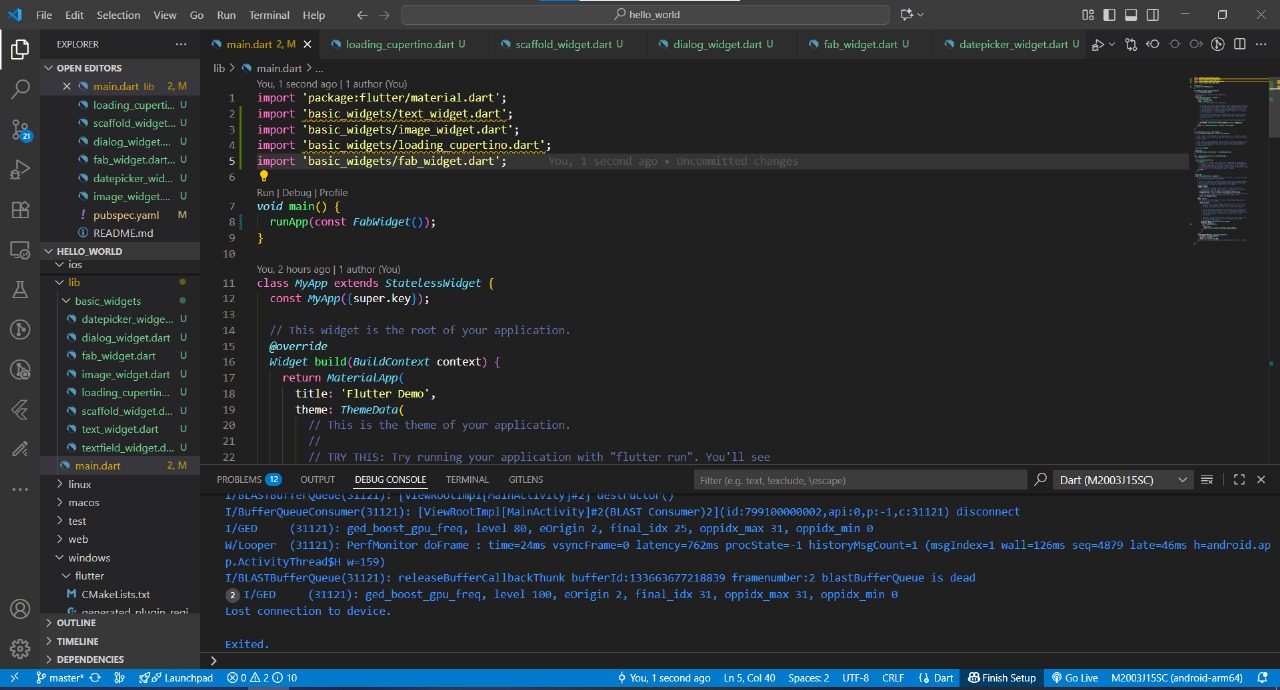 File Edit Selection View Go Run Terminal Help
hello_world
EXPLORER
main.dart 2, M
loading_cupertino.dart U
scaffold_widget.dart U
dialog_widget.dart U
fab_widget.dart U
datepicker_widget.dart U
OPEN EDITORS
main.dart lib 2, M
loading_cuperti... U
scaffold_widget... U
dialog_widget... U
fab_widget.dart... U
datepicker_wid... U
image_widget.... U
pubspec.yaml M
README.md
HELLO_WORLD
ios
lib
basic_widgets
datepicker_widge... U
dialog_widget.dart U
fab_widget.dart U
image_widget.dart U
loading_cupertin... U
scaffold_widget.d... U
text_widget.dart U
textfield_widget.d... U
main.dart 2, M
linux
macos
test
web
windows
flutter
CMakeLists.txt
generated_plugin_regi
OUTLINE
TIMELINE
DEPENDENCIES
21
lib > main.dart > ...
You, 1 second ago | 1 author (You)
1 import 'package:flutter/material.dart';
2 import 'basic_widgets/text_widget.dart';
3 import 'basic_widgets/image_widget.dart';
4 import 'basic_widgets/loading_cupertino.dart';
5 import 'basic_widgets/fab_widget.dart'; You, 1 second ago • Uncommitted changes
6
Run | Debug | Profile
7 void main() {
8 runApp(const FabWidget());
9 }
10
You, 2 hours ago | 1 author (You)
11 class MyApp extends StatelessWidget {
12 const MyApp({super.key});
13
14 // This widget is the root of your application.
15 @override
16 Widget build(BuildContext context) {
17 return MaterialApp(
18 title: 'Flutter Demo',
19 theme: ThemeData(
20 // This is the theme of your application.
21 //
22 // TRY THIS: Try running your application with "flutter run". You'll see
PROBLEMS 12 OUTPUT DEBUG CONSOLE TERMINAL GITLENS
Filter (e.g. text, !exclude, \escape)
Dart (M2003J15SC)
I/BLASTBufferQueue(31121): [ViewRootImpl[MainActivity]#2] destructor()
I/BufferQueueConsumer(31121): [ViewRootImpl[MainActivity]#2(BLAST Consumer)2](id:799100000002,api:0,p:-1,c:31121) disconnect
I/GED (31121): ged_boost_gpu_freq, level 80, eOrigin 2, final_idx 25, oppidx_max 31, oppidx_min 0
W/Looper (31121): PerfMonitor doFrame : time=24ms vsyncFrame=0 latency=762ms procState=-1 historyMsgCount=1 (msgIndex=1 wall=126ms seq=4879 late=46ms h=android.ap
p.ActivityThread$H w=159)
I/BLASTBufferQueue(31121): releaseBufferCallbackThunk bufferId:133663677218839 framenumber:2 blastBufferQueue is dead
2 I/GED (31121): ged_boost_gpu_freq, level 100, eOrigin 2, final_idx 31, oppidx_max 31, oppidx_min 0
Lost connection to device.
Exited.
master* Launchpad 0 2 10
You, 1 second ago Ln 5, Col 40 Spaces: 2 UTF-8 CRLF {} Dart Finish Setup Go Live M2003J15SC (android-arm64)